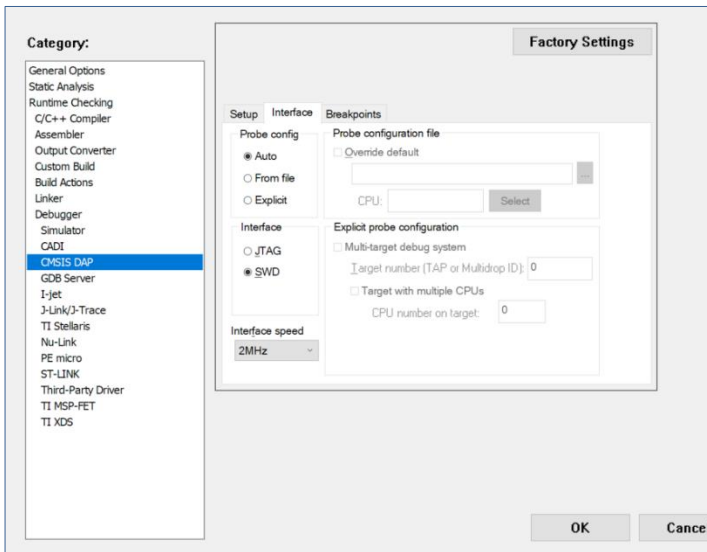 Category:
Factory Settings
General Options
Static Analysis
Runtime Checking
C/C++ Compiler
Assembler
Output Converter
Custom Build
Build Actions
Linker
Debugger
Simulator
CADI
CMSIS DAP
GDB Server
I-jet
J-Link/J-Trace
TI Stellaris
Nu-Link
PE micro
ST-LINK
Third-Party Driver
TI MSP-FET
TI XDS
Setup Interface Breakpoints
Probe config
Auto
From file
Explicit
Probe configuration file
Override default
...
CPU: Select
Interface
JTAG
SWD
Explicit probe configuration
Multi-target debug system
Target number (TAP or Multidrop ID): 0
Target with multiple CPUs
CPU number on target: 0
Interface speed
2MHz
OK Cance